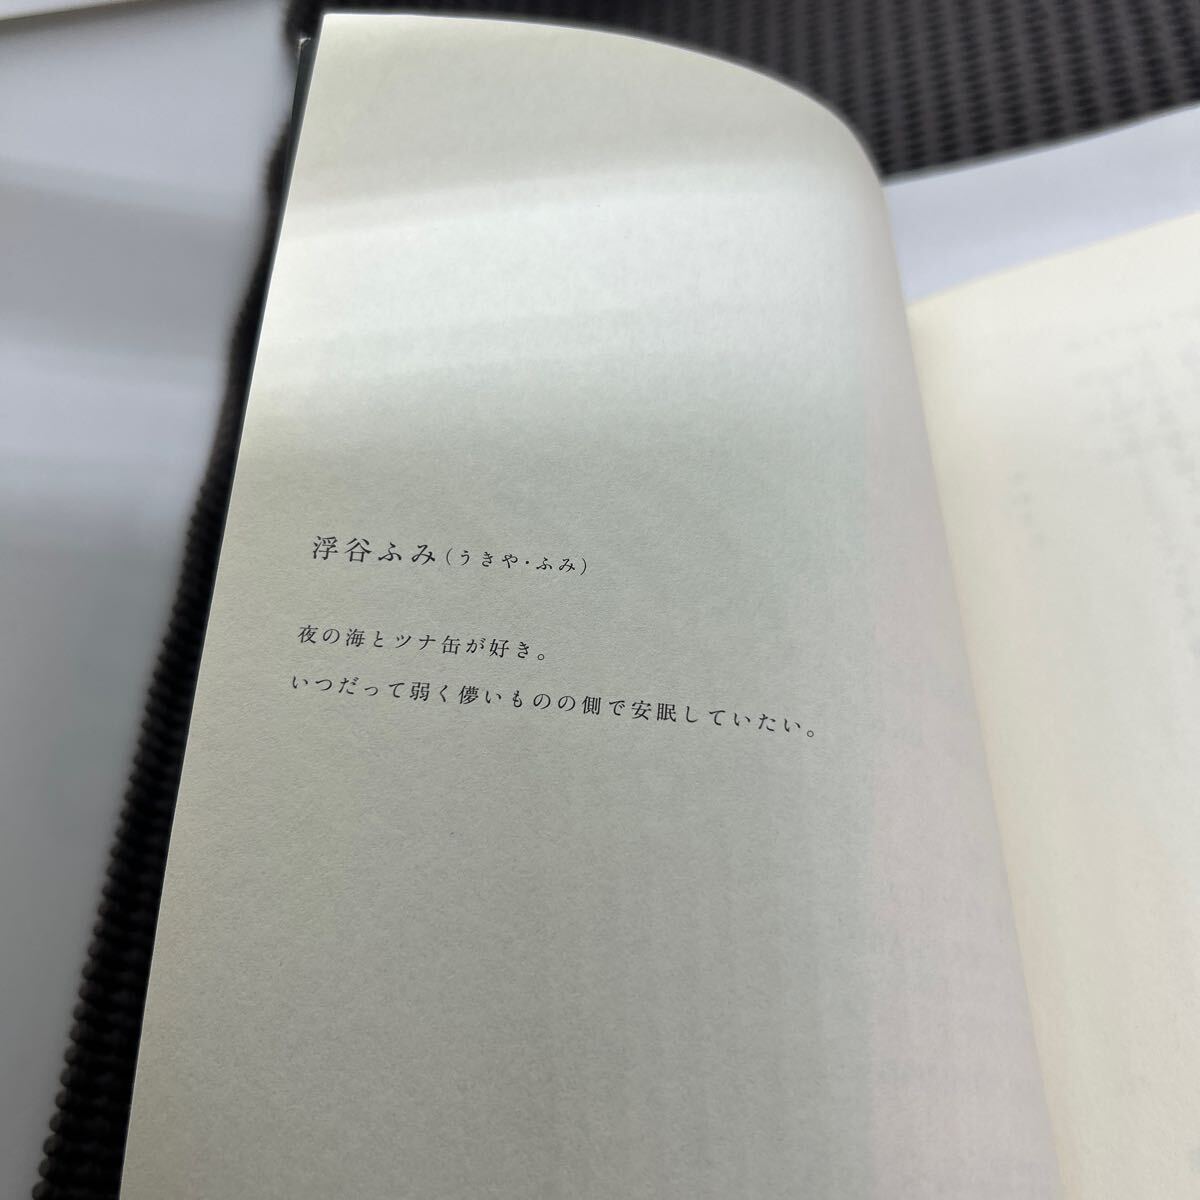 浮谷ふみ（うきや・ふみ）
夜の海とツナ缶が好き。
いつだって弱く儚いものの側で安眠していたい。